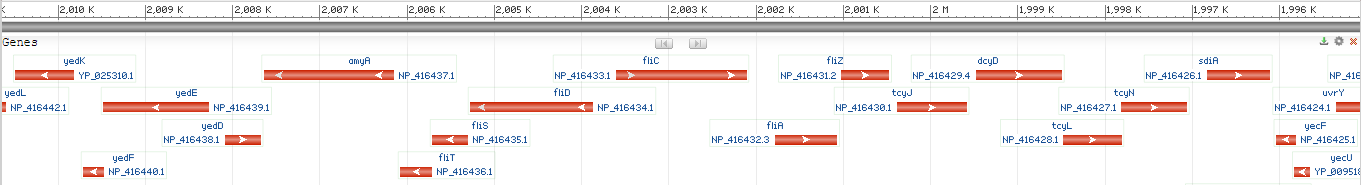 K 2,010 K 2,009 K 2,008 K 2,007 K 2,006 K 2,005 K 2,004 K 2,003 K 2,002 K 2,001 K 2 M 1,999 K 1,998 K 1,997 K 1,996 K
Genes
yedK amyA fliC fliZ dcyD sdiA
YP_025310.1 NP_416437.1 NP_416433.1 NP_416431.2 NP_416429.4 NP_416426.1 N
yedL yedE fliD tcyJ tcyN uvrY
NP_416442.1 NP_416439.1 NP_416434.1 NP_416430.1 NP_416427.1 NP_416424.1
yedD fliS fliA tcyL yecF
NP_416438.1 NP_416435.1 NP_416432.3 NP_416428.1 NP_416425.1
yedF fliT yecU
NP_416440.1 NP_416436.1 YP_009518